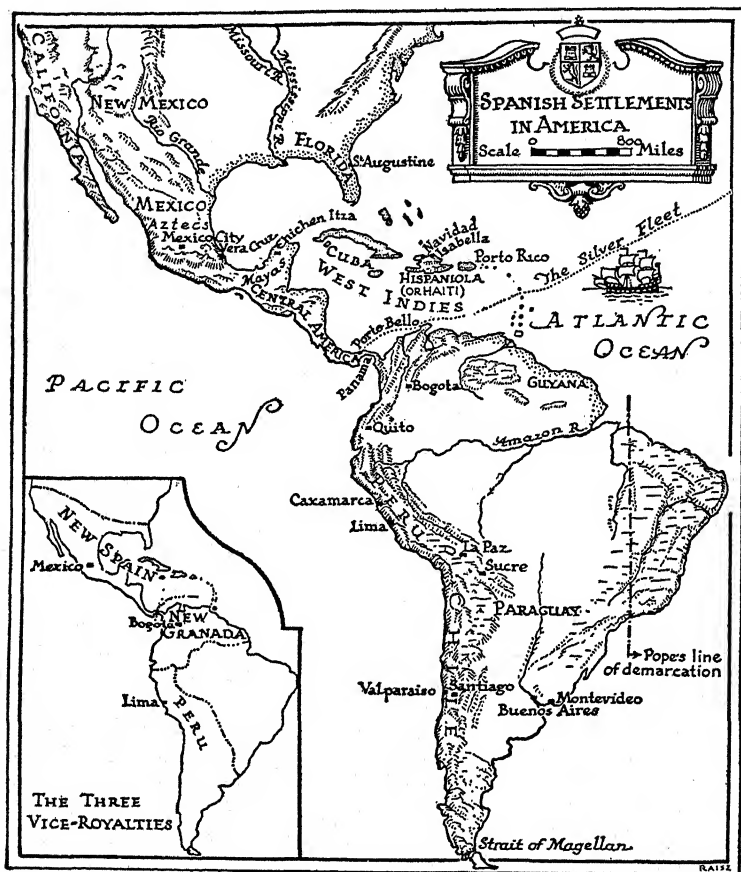 SPANISH SETTLEMENTS
IN AMERICA
0 800
Scale Miles
CALIFORNIA
NEW MEXICO
Missouri R.
Mississippi R.
Rio Grande
FLORIDA
St Augustine
MEXICO
Aztecs
Mexico City
Vera Cruz
Chichen Itza
Mayas
CUBA
Navidad
Isabella
Porto Rico
HISPANIOLA
(OR HAITI)
WEST INDIES
The Silver Fleet
CENTRAL AMERICA
Porto Bello
Panama
ATLANTIC
OCEAN
PACIFIC
OCEAN
Bogota
GUYANA
Quito
Amazon R.
Caxamarca
PERU
Lima
La Paz
Sucre
PARAGUAY
CHILE
Pope's line
of demarcation
Valparaiso
Santiago
Montevideo
Buenos Aires
Strait of Magellan
NEW SPAIN
Mexico
Bogota
NEW
GRANADA
Lima
PERU
THE THREE
VICE-ROYALTIES
RAISZ